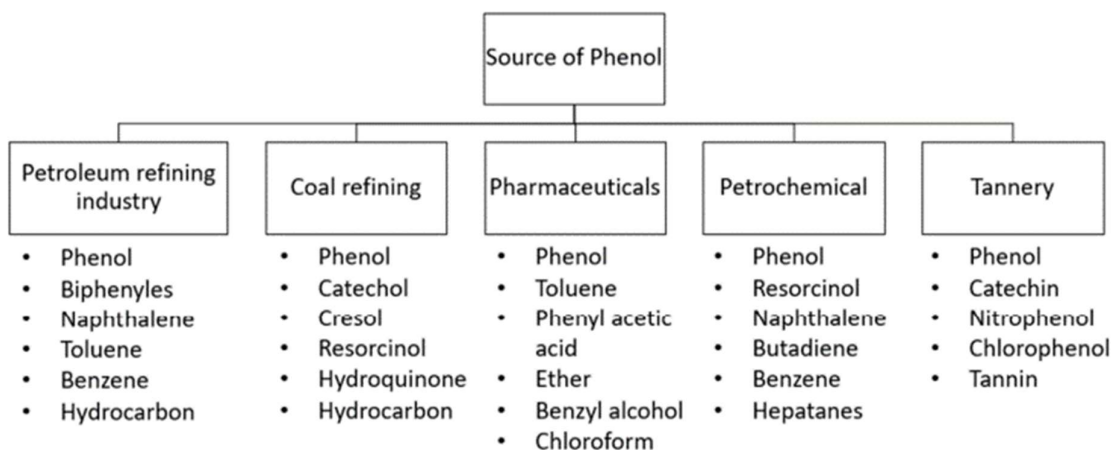 Source of Phenol
Petroleum refining
industry
• Phenol
• Biphenyles
• Naphthalene
• Toluene
• Benzene
• Hydrocarbon
Coal refining
• Phenol
• Catechol
• Cresol
• Resorcinol
• Hydroquinone
• Hydrocarbon
Pharmaceuticals
• Phenol
• Toluene
• Phenyl acetic
acid
• Ether
• Benzyl alcohol
• Chloroform
Petrochemical
• Phenol
• Resorcinol
• Naphthalene
• Butadiene
• Benzene
• Hepatanes
Tannery
• Phenol
• Catechin
• Nitrophenol
• Chlorophenol
• Tannin